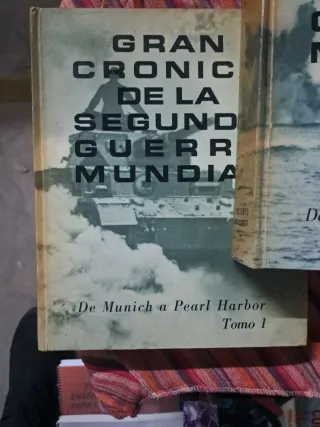 GRAN
CRONIC
DE LA
SEGUND
GUERR
MUNDIA
De Munich a Pearl Harbor
Tomo 1